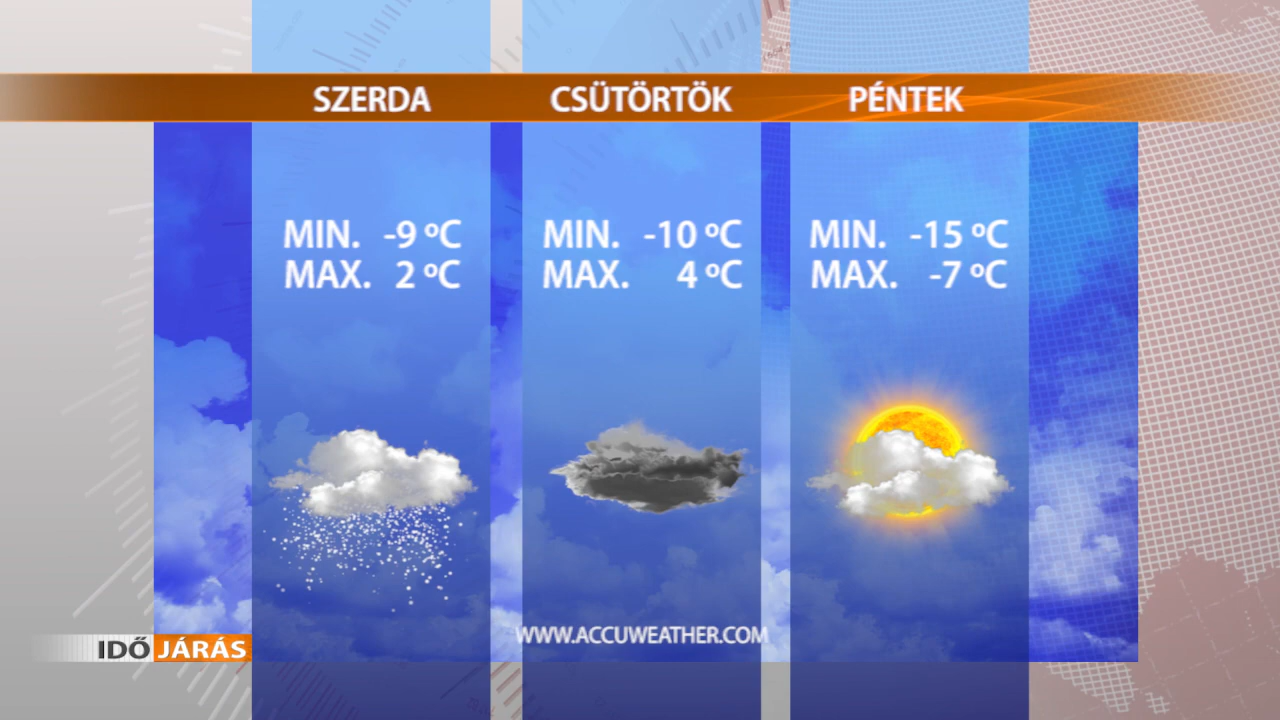 SZERDA CSÜTÖRTÖK PÉNTEK
MIN. -9 ºC MIN. -10 ºC MIN. -15 ºC
MAX. 2 ºC MAX. 4 ºC MAX. -7 ºC
WWW.ACCUWEATHER.COM
IDŐJÁRÁS